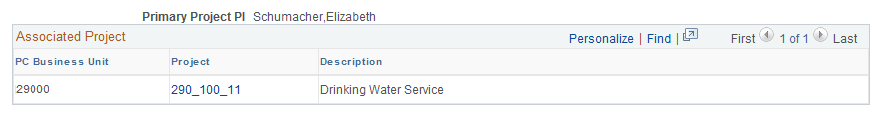 Primary Project PI Schumacher,Elizabeth
Associated Project Personalize | Find | First 1 of 1 Last
PC Business Unit Project Description
29000 290_100_11 Drinking Water Service